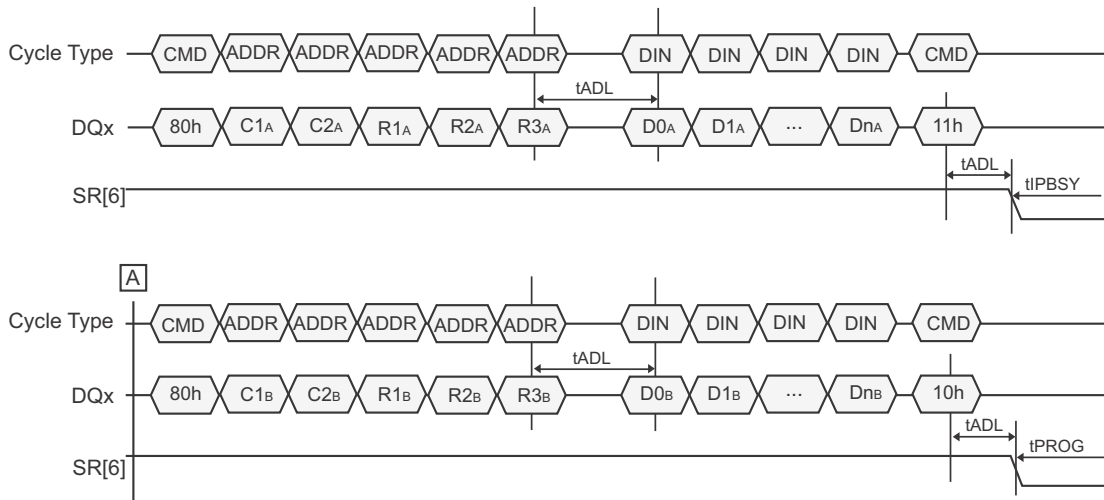 Cycle Type CMD ADDR ADDR ADDR ADDR ADDR DIN DIN DIN DIN CMD
tADL
DQx 80h C1A C2A R1A R2A R3A D0A D1A ... DnA 11h
tADL
SR[6] tIPBSY
A
Cycle Type CMD ADDR ADDR ADDR ADDR ADDR DIN DIN DIN DIN CMD
tADL
DQx 80h C1B C2B R1B R2B R3B D0B D1B ... DnB 10h
tADL
SR[6] tPROG